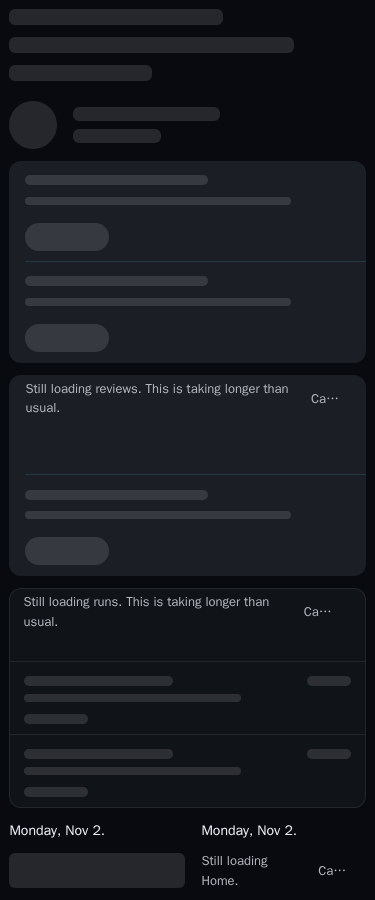 Still loading reviews. This is taking longer than
usual.
Ca···
Still loading runs. This is taking longer than
usual.
Ca···
Monday, Nov 2.
Monday, Nov 2.
Still loading
Home.
Ca···